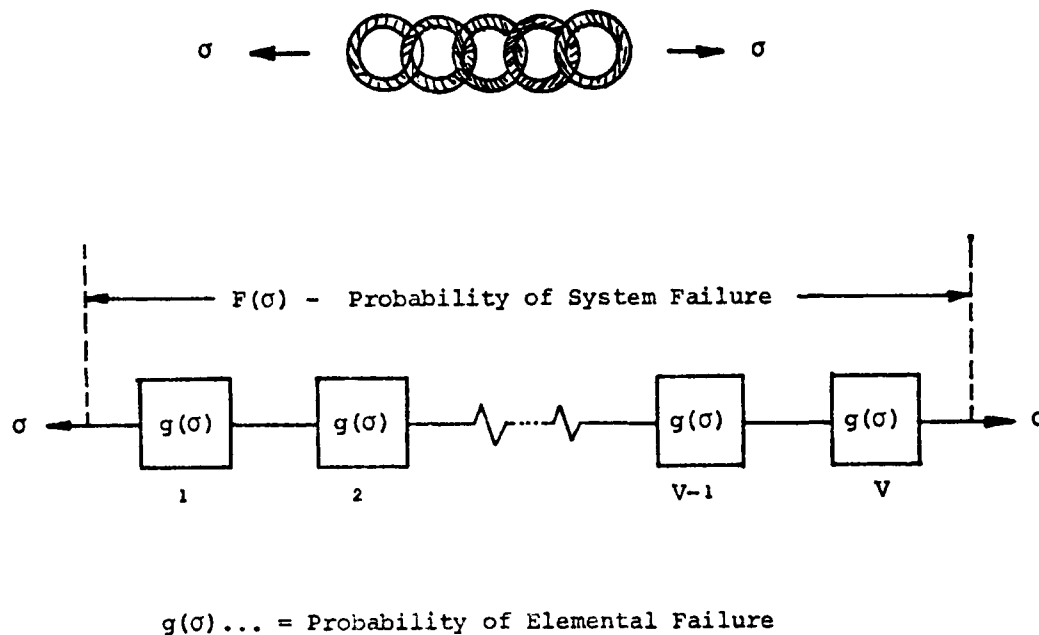 σ σ
F(σ) - Probability of System Failure
σ g(σ) g(σ) g(σ) g(σ) σ
1 2 V-1 V
g(σ)... = Probability of Elemental Failure